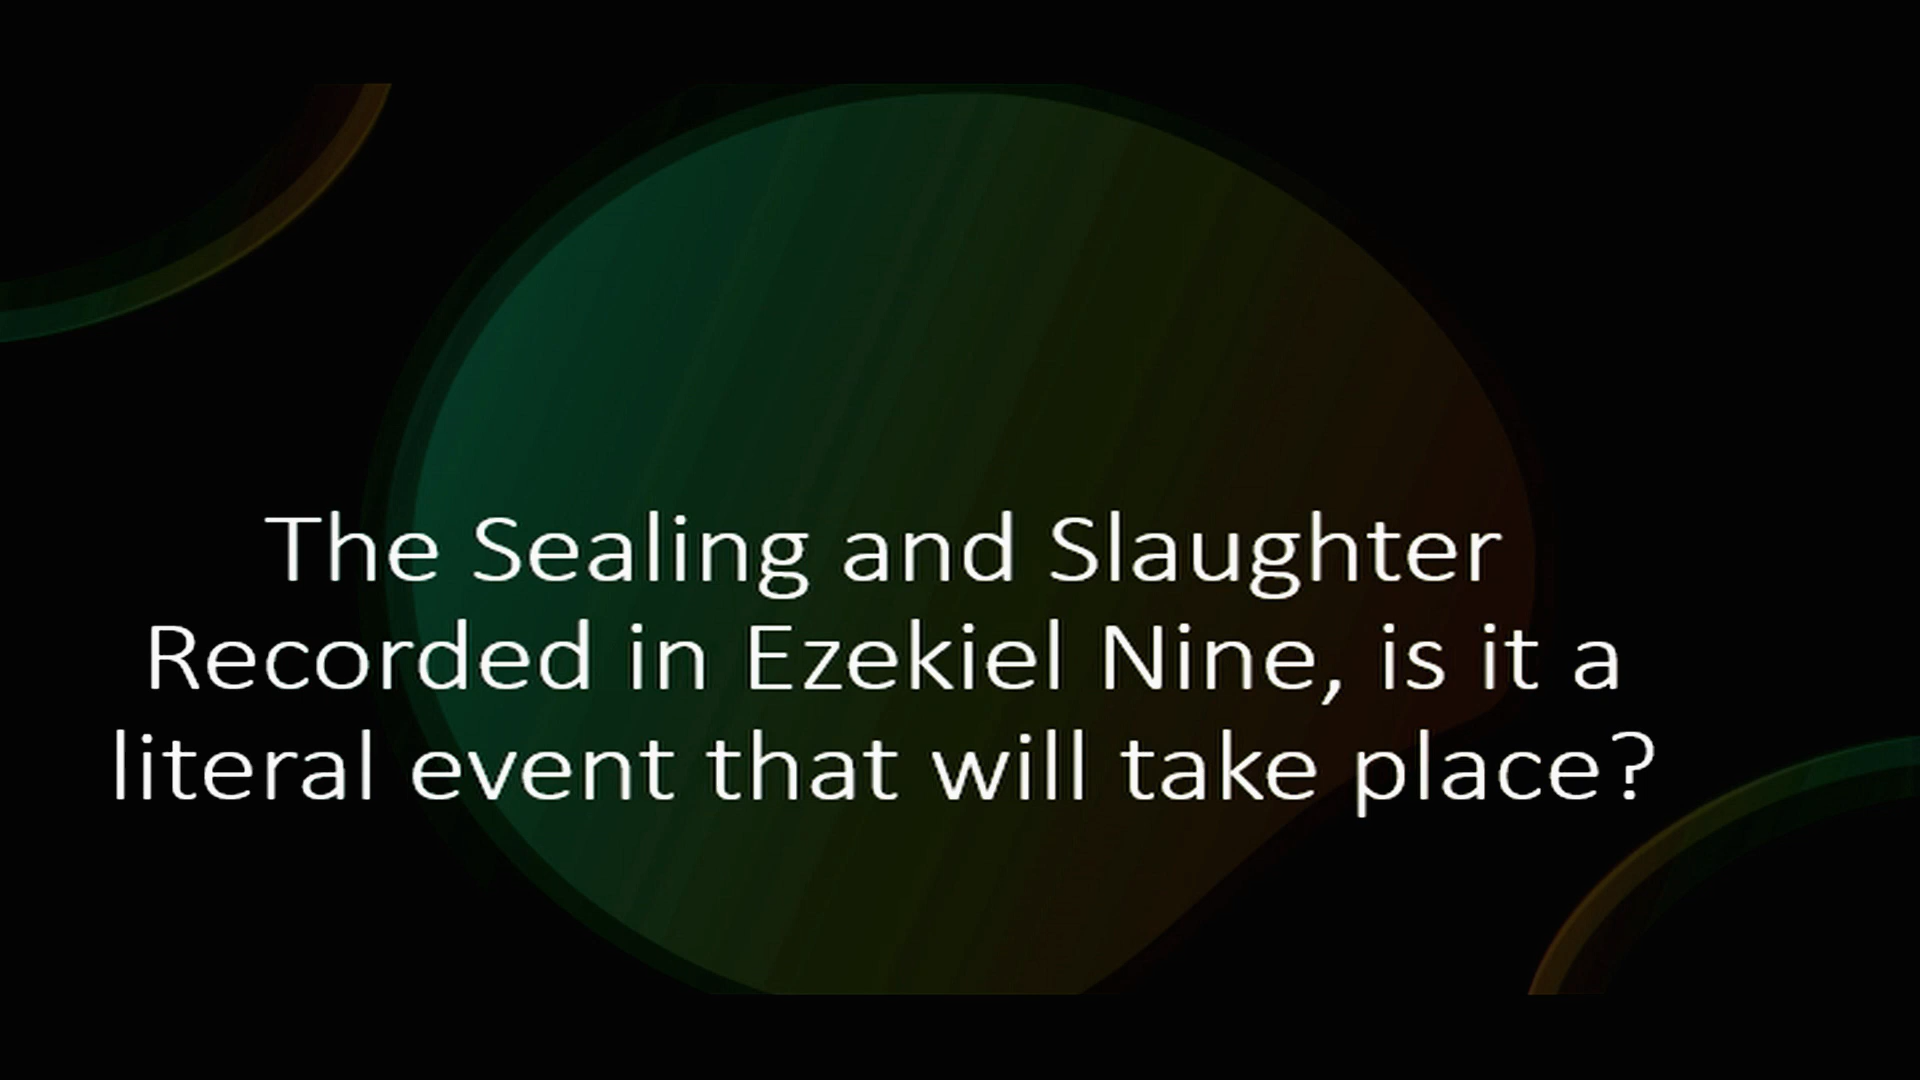 The Sealing and Slaughter
Recorded in Ezekiel Nine, is it a
literal event that will take place?